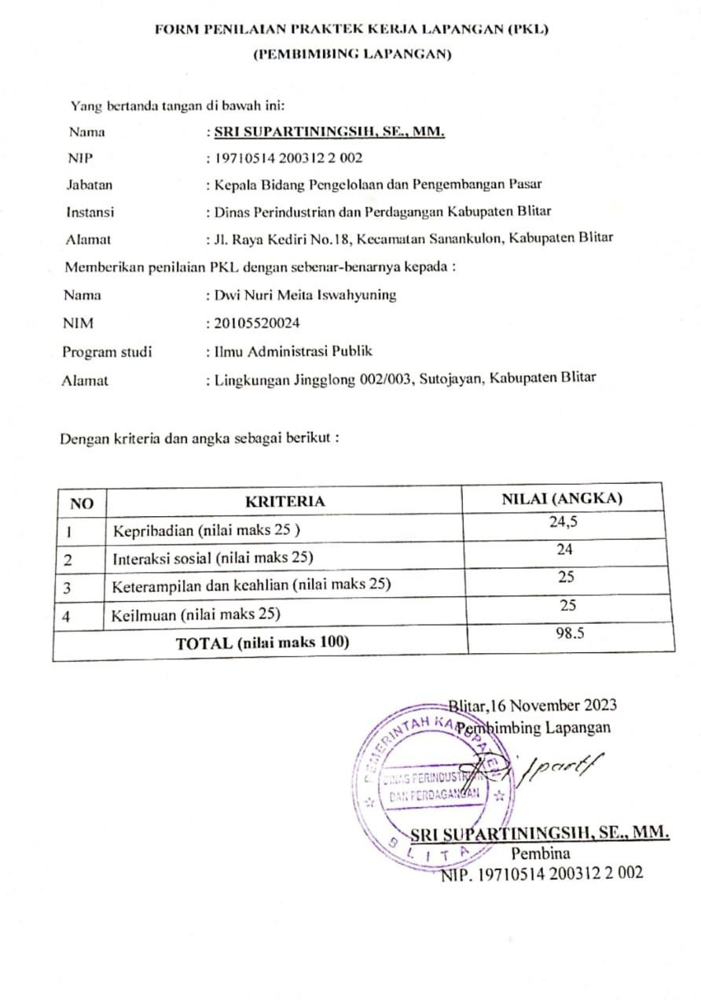 FORM PENILAIAN PRAKTEK KERJA LAPANGAN (PKL)
(PEMBIMBING LAPANGAN)
Yang bertanda tangan di bawah ini:
Nama : SRI SUPARTININGSIH, SE., MM.
NIP : 19710514 200312 2 002
Jabatan : Kepala Bidang Pengelolaan dan Pengembangan Pasar
Instansi : Dinas Perindustrian dan Perdagangan Kabupaten Blitar
Alamat : Jl. Raya Kediri No.18, Kecamatan Sanankulon, Kabupaten Blitar
Memberikan penilaian PKL dengan sebenar-benarnya kepada :
Nama : Dwi Nuri Meita Iswahyuning
NIM : 20105520024
Program studi : Ilmu Administrasi Publik
Alamat : Lingkungan Jingglong 002/003, Sutojayan, Kabupaten Blitar
Dengan kriteria dan angka sebagai berikut :
NO KRITERIA NILAI (ANGKA)
1 Kepribadian (nilai maks 25 ) 24,5
2 Interaksi sosial (nilai maks 25) 24
3 Keterampilan dan keahlian (nilai maks 25) 25
4 Keilmuan (nilai maks 25) 25
TOTAL (nilai maks 100) 98.5
Blitar,16 November 2023
Pembimbing Lapangan
PEMERINTAH KABUPATEN
DINAS PERINDUSTRIAN
DAN PERDAGANGAN
BLITA
SRI SUPARTININGSIH, SE., MM.
Pembina
NIP. 19710514 200312 2 002